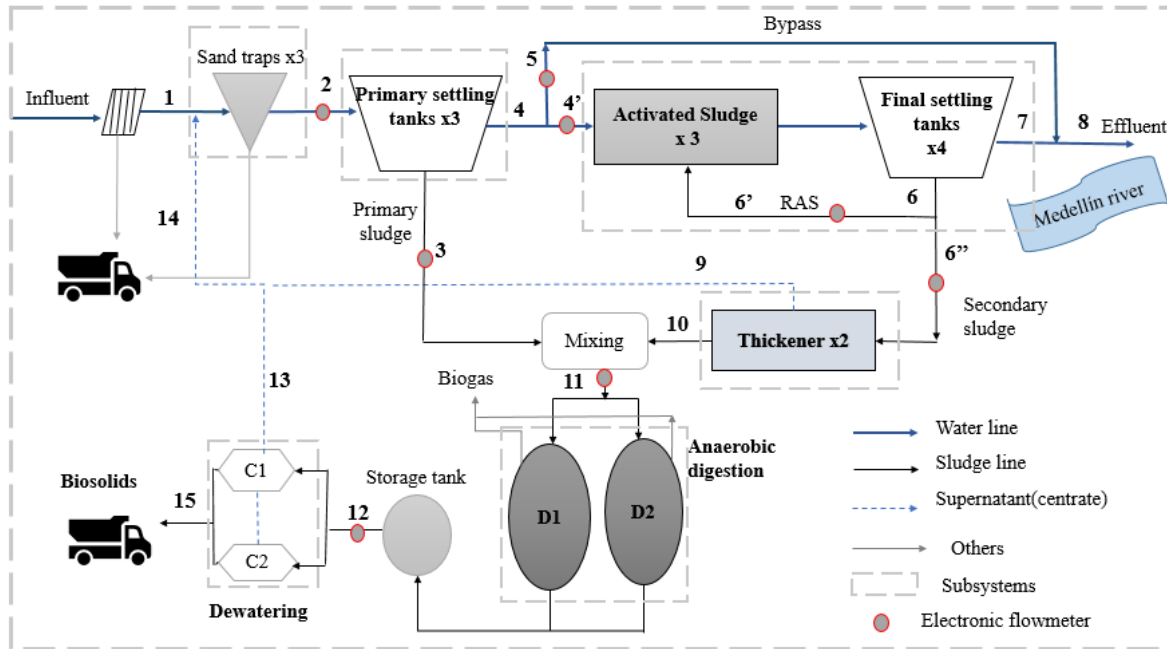 Bypass
Sand traps x3
5
Influent
1
2
Primary settling
tanks x3
4
4’
Activated Sludge
x 3
Final settling
tanks
x4
7
8
Effluent
14
Primary
sludge
3
6’
RAS
6
Medellín river
9
6”
Secondary
sludge
Mixing
10
Thickener x2
13
Biogas
11
Anaerobic
digestion
Water line
Sludge line
Supernatant(centrate)
Others
Subsystems
Electronic flowmeter
Biosolids
15
C1
C2
Dewatering
Storage tank
12
D1
D2